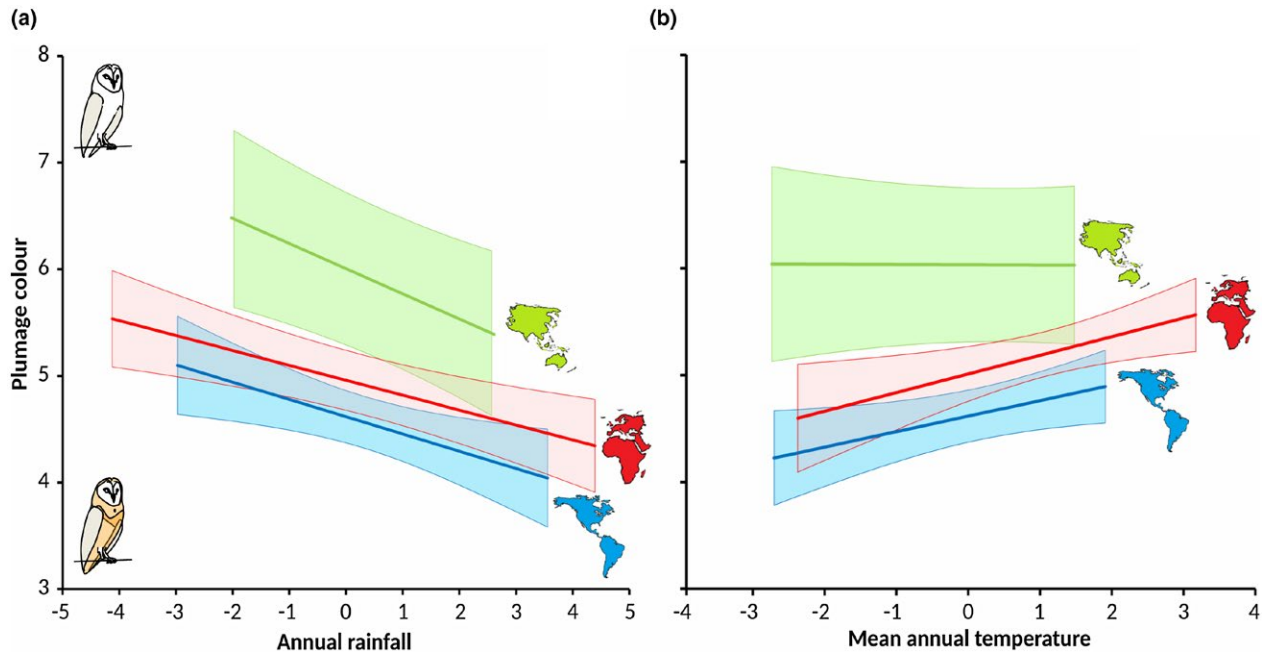 (a)
(b)
8
7
6
5
4
3
Plumage colour
-5 -4 -3 -2 -1 0 1 2 3 4 5
Annual rainfall
-4 -3 -2 -1 0 1 2 3 4
Mean annual temperature